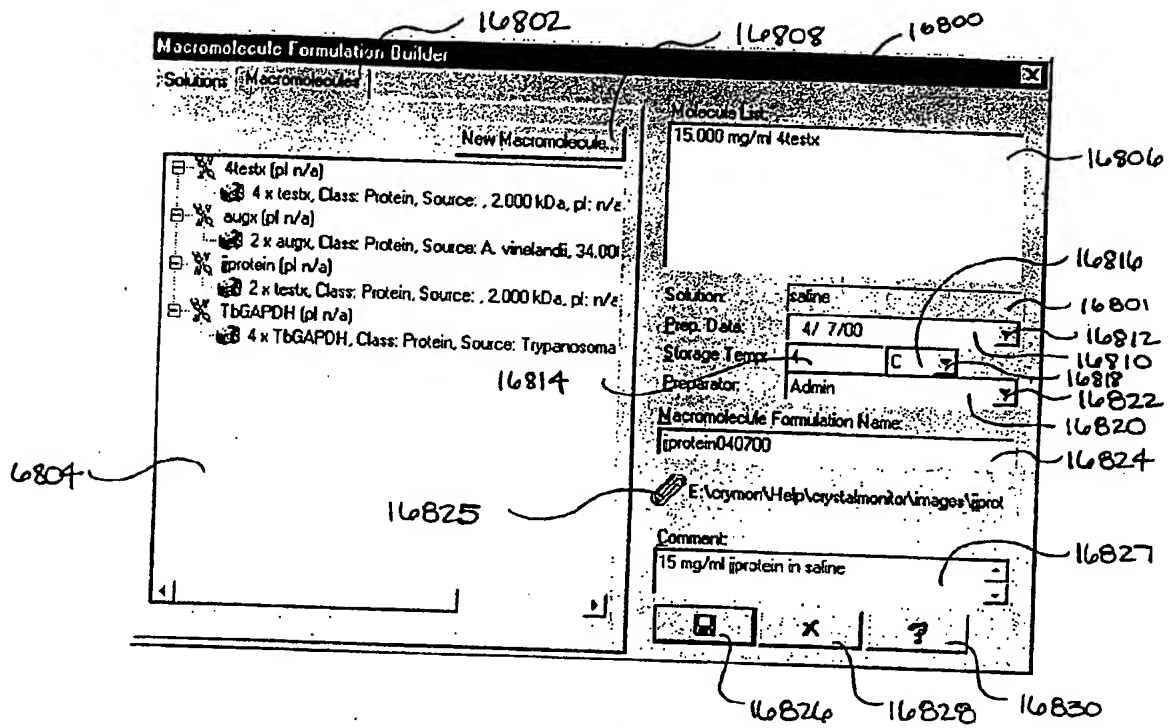 16802
16808
16800
Macromolecule Formulation Builder
Solutions Macromolecules
New Macromolecule...
4testx (pI n/a)
4 x testx, Class: Protein, Source: , 2.000 kDa, pI: n/a
augx (pI n/a)
2 x augx, Class: Protein, Source: A. vinelandii, 34.00
jjprotein (pI n/a)
2 x testx, Class: Protein, Source: , 2.000 kDa, pI: n/a
TbGAPDH (pI n/a)
4 x TbGAPDH, Class: Protein, Source: Trypanosoma
6804
Molecule List:
15.000 mg/ml 4testx
16806
16816
Solution: saline
16801
Prep. Date: 4/ 7/00
16812
16810
Storage Temp: 4 C
16814
16818
Preparator: Admin
16822
16820
Macromolecule Formulation Name:
jjprotein040700
16824
16825
E:\crymon\Help\crystalmonitor\images\jjprot
Comment:
15 mg/ml jjprotein in saline
16827
x
?
16826
16828
16830